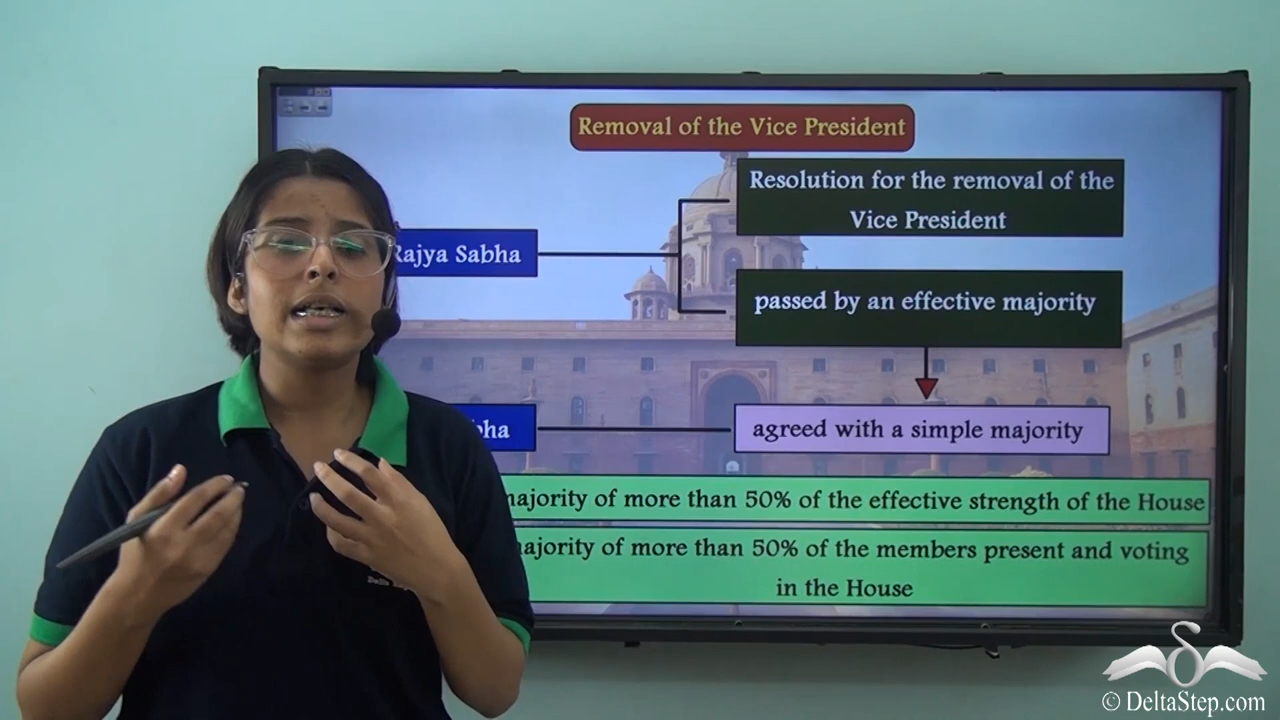 Removal of the Vice President
Resolution for the removal of the
Vice President
Rajya Sabha
passed by an effective majority
agreed with a simple majority
majority of more than 50% of the effective strength of the House
majority of more than 50% of the members present and voting
in the House
© DeltaStep.com